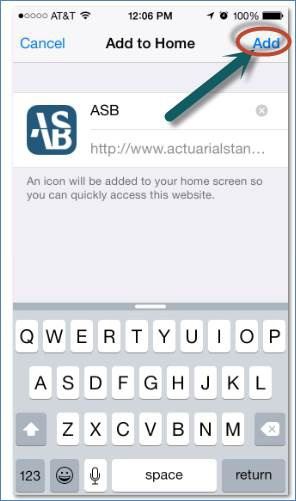 AT&T 12:06 PM 100%
Cancel Add to Home Add
ASB
ASB
http://www.actuarialstan...
An icon will be added to your home screen so
you can quickly access this website.
Q W E R T Y U I O P
A S D F G H J K L
Z X C V B N M
123 space return